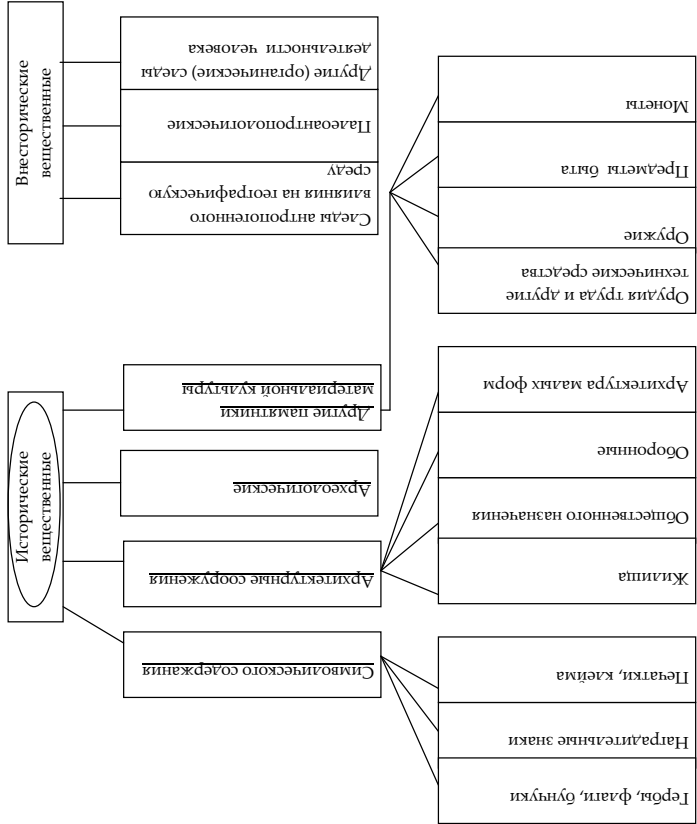 Внесторические
вещественные
Другие (органические) следы
деятельности человека
Палеоантропологические
Следы антропогенного
влияния на географическую
среду
Монеты
Предметы быта
Оружие
Орудия труда и другие
технические средства
Исторические
вещественные
Другие памятники
материальной культуры
Археологические
Архитектурные сооружения
Символического содержания
Архитектура малых форм
Оборонные
Общественного назначения
Жилища
Печатки, клейма
Наградительные знаки
Гербы, флаги, бунчуки